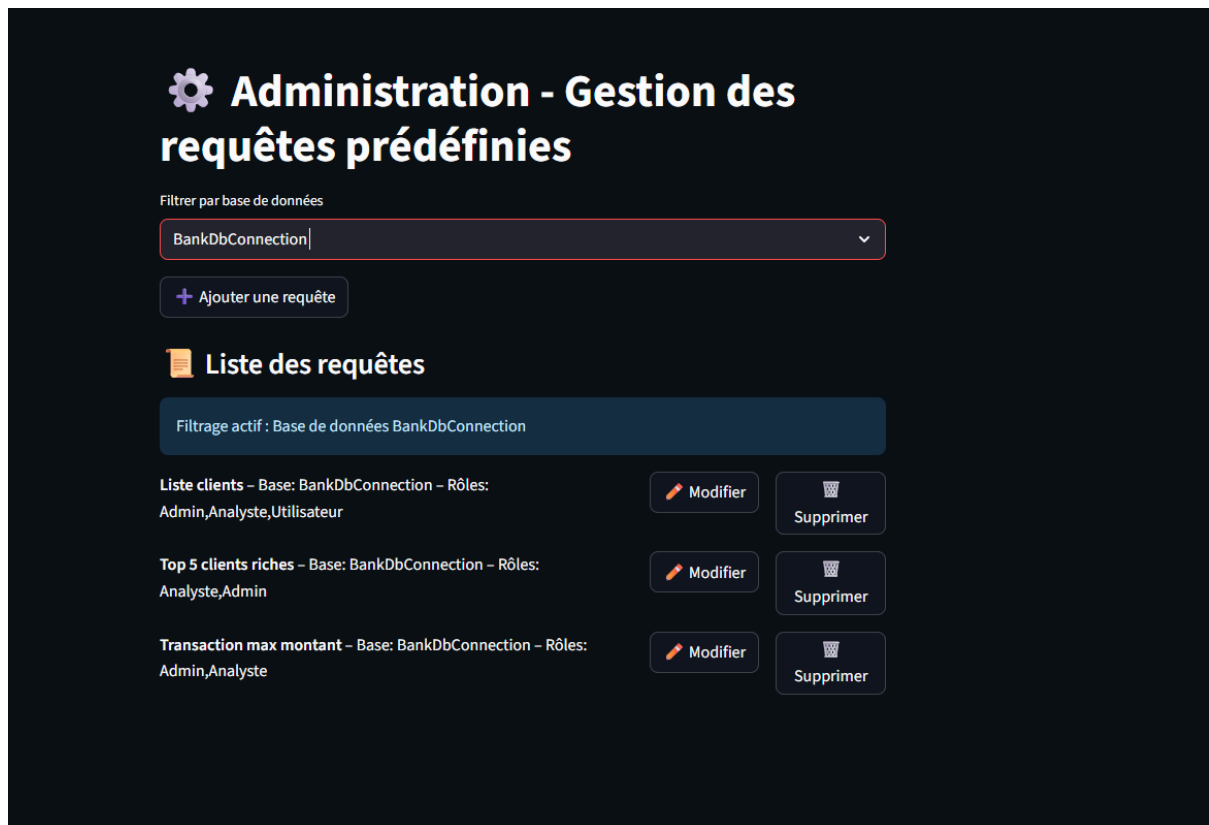 Administration - Gestion des
requêtes prédéfinies
Filtrer par base de données
BankDbConnection
Ajouter une requête
Liste des requêtes
Filtrage actif : Base de données BankDbConnection
Liste clients – Base: BankDbConnection – Rôles:
Admin,Analyste,Utilisateur
Modifier
Supprimer
Top 5 clients riches – Base: BankDbConnection – Rôles:
Analyste,Admin
Modifier
Supprimer
Transaction max montant – Base: BankDbConnection – Rôles:
Admin,Analyste
Modifier
Supprimer